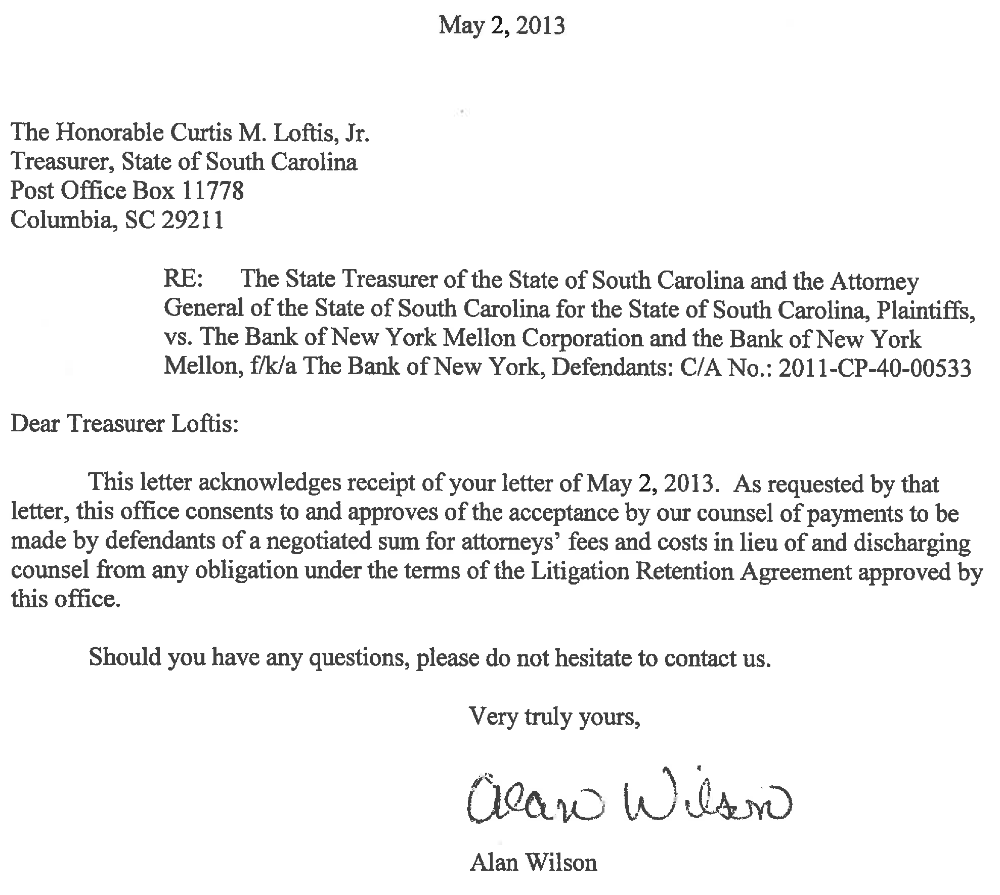 May 2, 2013
The Honorable Curtis M. Loftis, Jr.
Treasurer, State of South Carolina
Post Office Box 11778
Columbia, SC 29211
RE: The State Treasurer of the State of South Carolina and the Attorney
General of the State of South Carolina for the State of South Carolina, Plaintiffs,
vs. The Bank of New York Mellon Corporation and the Bank of New York
Mellon, f/k/a The Bank of New York, Defendants: C/A No.: 2011-CP-40-00533
Dear Treasurer Loftis:
This letter acknowledges receipt of your letter of May 2, 2013. As requested by that
letter, this office consents to and approves of the acceptance by our counsel of payments to be
made by defendants of a negotiated sum for attorneys’ fees and costs in lieu of and discharging
counsel from any obligation under the terms of the Litigation Retention Agreement approved by
this office.
Should you have any questions, please do not hesitate to contact us.
Very truly yours,
Alan Wilson
Alan Wilson